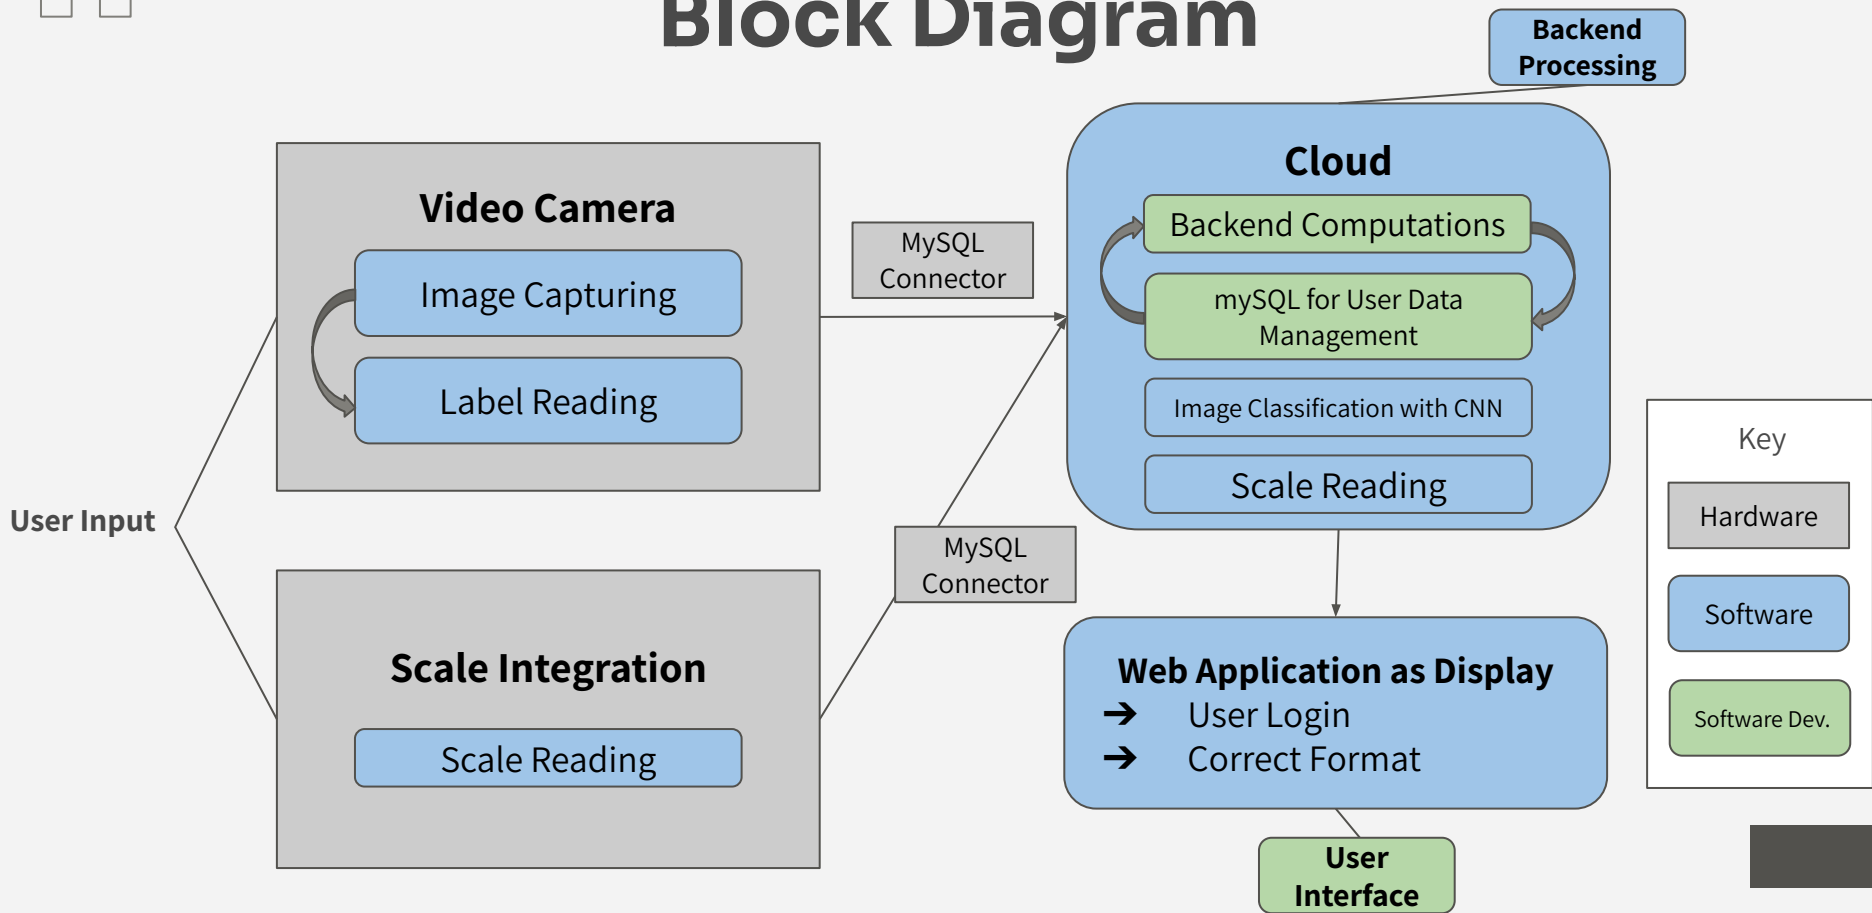 Block Diagram
Backend
Processing
Cloud
Backend Computations
mySQL for User Data
Management
Image Classification with CNN
Scale Reading
Video Camera
Image Capturing
Label Reading
MySQL
Connector
User Input
MySQL
Connector
Scale Integration
Scale Reading
Web Application as Display
➔ User Login
➔ Correct Format
User
Interface
Key
Hardware
Software
Software Dev.